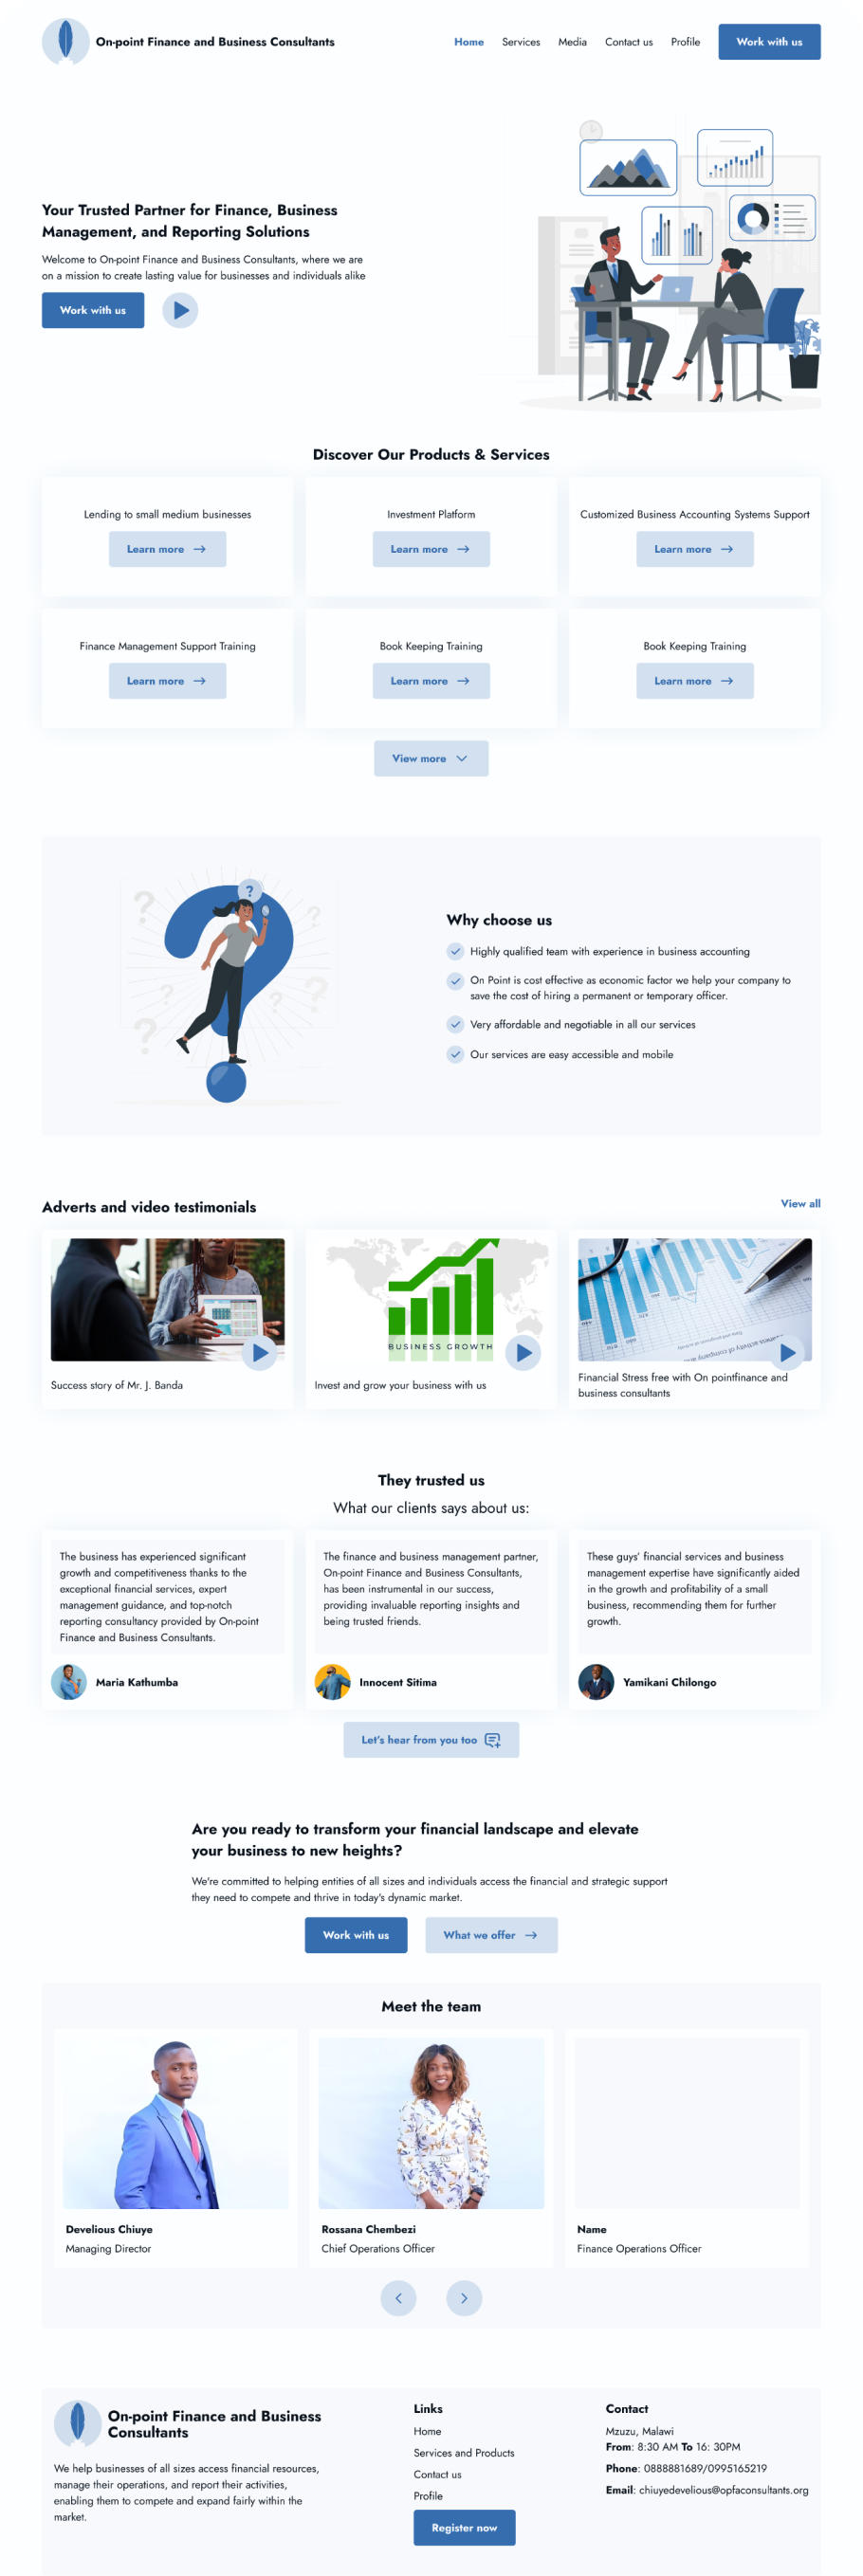 On-point Finance and Business Consultants
Home Services Media Contact us Profile Work with us
Your Trusted Partner for Finance, Business
Management, and Reporting Solutions
Welcome to On-point Finance and Business Consultants, where we are
on a mission to create lasting value for businesses and individuals alike
Work with us
Discover Our Products & Services
Lending to small medium businesses
Learn more
Investment Platform
Learn more
Customized Business Accounting Systems Support
Learn more
Finance Management Support Training
Learn more
Book Keeping Training
Learn more
Book Keeping Training
Learn more
View more
Why choose us
Highly qualified team with experience in business accounting
On Point is cost effective as economic factor we help your company to
save the cost of hiring a permanent or temporary officer.
Very affordable and negotiable in all our services
Our services are easy accessible and mobile
Adverts and video testimonials
View all
Success story of Mr. J. Banda
BUSINESS GROWTH
Invest and grow your business with us
Financial Stress free with On pointfinance and
business consultants
They trusted us
What our clients says about us:
The business has experienced significant
growth and competitiveness thanks to the
exceptional financial services, expert
management guidance, and top-notch
reporting consultancy provided by On-point
Finance and Business Consultants.
Maria Kathumba
The finance and business management partner,
On-point Finance and Business Consultants,
has been instrumental in our success,
providing invaluable reporting insights and
being trusted friends.
Innocent Sitima
These guys' financial services and business
management expertise have significantly aided
in the growth and profitability of a small
business, recommending them for further
growth.
Yamikani Chilongo
Let's hear from you too
Are you ready to transform your financial landscape and elevate
your business to new heights?
We're committed to helping entities of all sizes and individuals access the financial and strategic support
they need to compete and thrive in today's dynamic market.
Work with us
What we offer
Meet the team
Develious Chiuye
Managing Director
Rossana Chembezi
Chief Operations Officer
Name
Finance Operations Officer
On-point Finance and Business
Consultants
We help businesses of all sizes access financial resources,
manage their operations, and report their activities,
enabling them to compete and expand fairly within the
market.
Links
Home
Services and Products
Contact us
Profile
Register now
Contact
Mzuzu, Malawi
From: 8:30 AM To 16: 30PM
Phone: 0888881689/0995165219
Email: chiuyedevelious@opfaconsultants.org